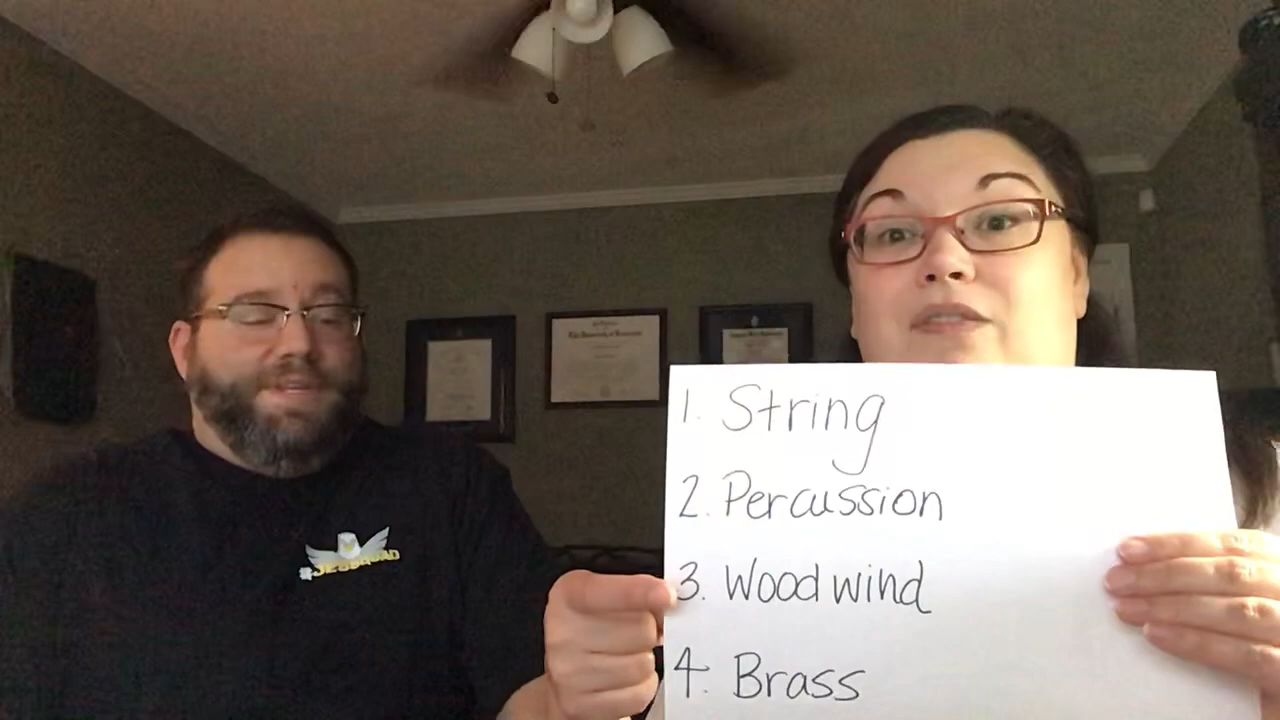 1. String
2. Percussion
3. Woodwind
4. Brass